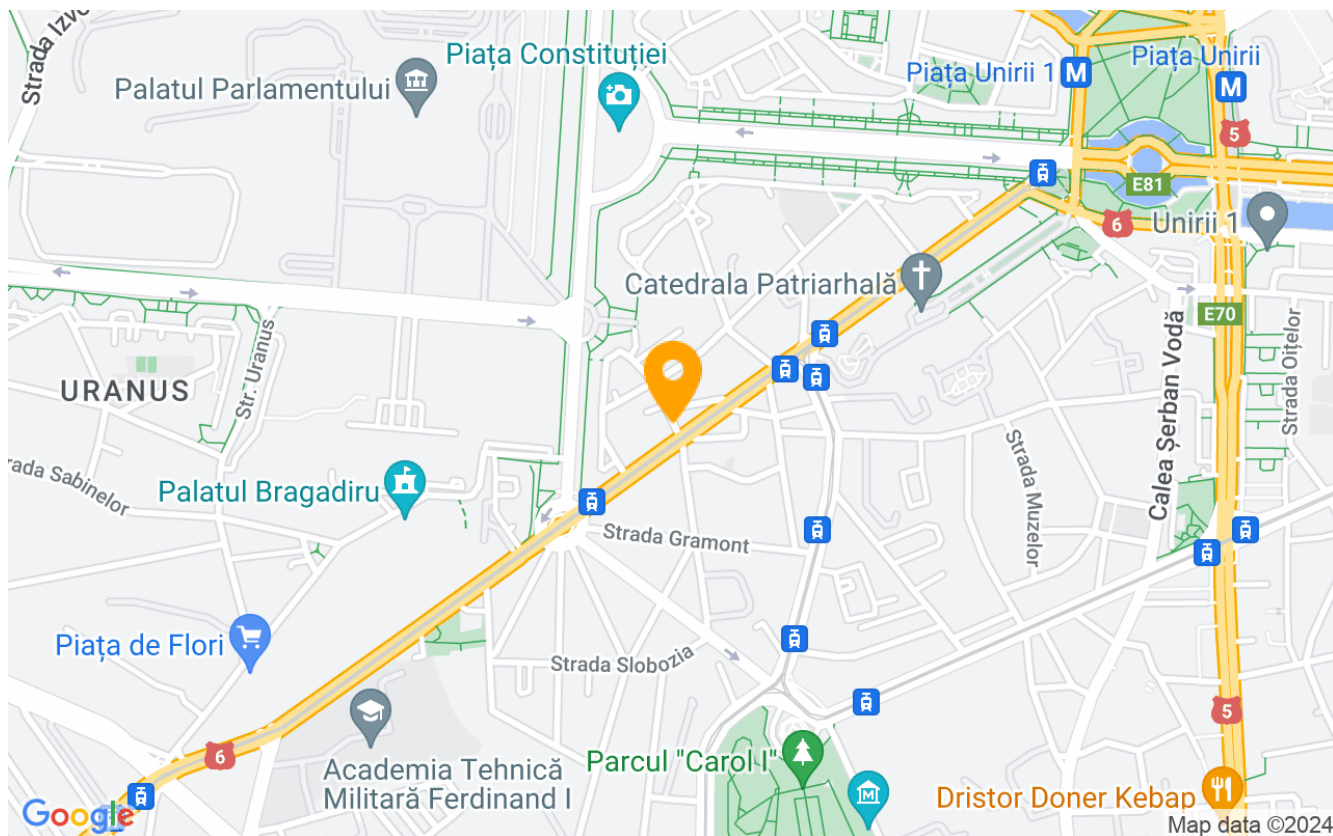 Strada Izvo
Piața Constituției
Palatul Parlamentului
Piața Unirii 1
M
Piața Unirii
M
5
E81
6
Unirii 1
Catedrala Patriarhală
E70
Calea Șerban Vodă
Strada Oițelor
Str. Uranus
URANUS
Strada Muzelor
rada Sabinelor
Palatul Bragadiru
Strada Gramont
Piața de Flori
Strada Slobozia
5
6
Parcul "Carol I"
Academia Tehnică
Militară Ferdinand I
M
Dristor Doner Kebap
Google
Map data ©2024